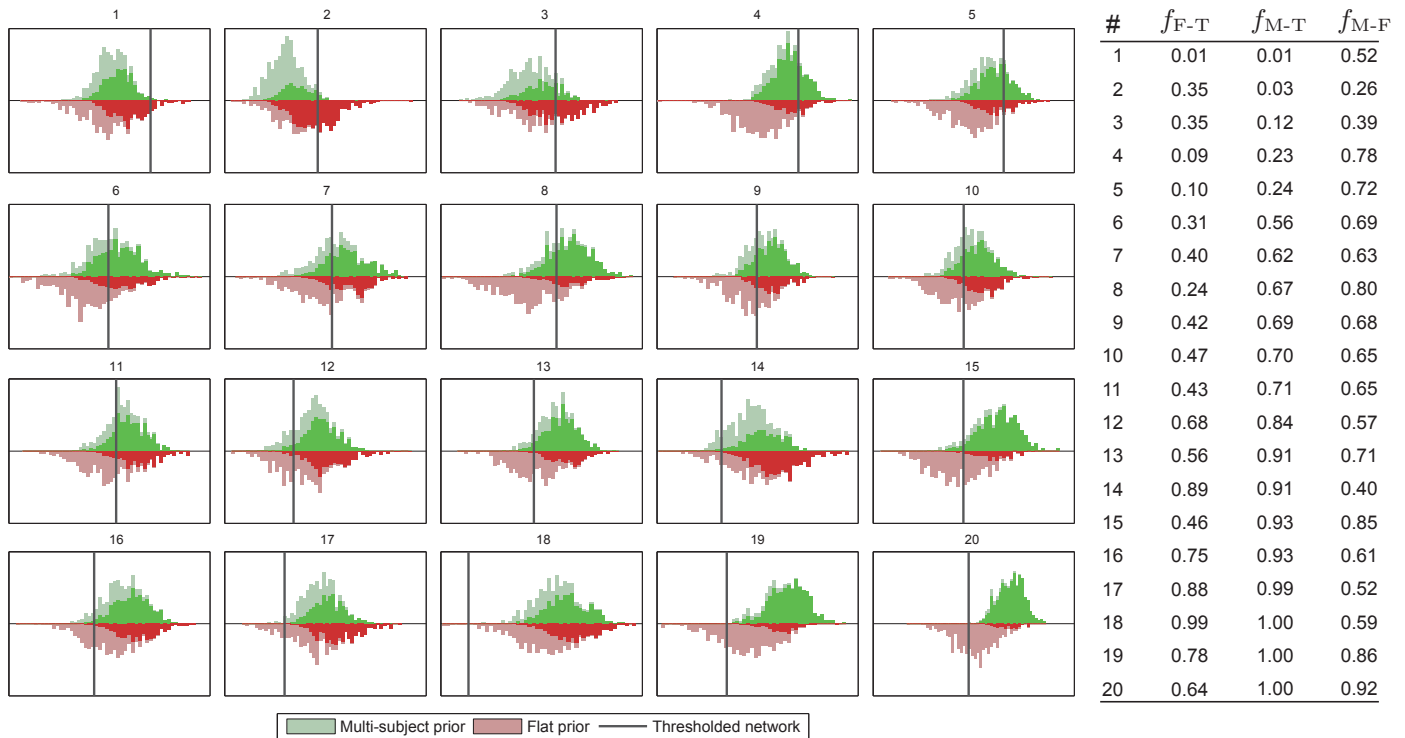 1 2 3 4 5
6 7 8 9 10
11 12 13 14 15
16 17 18 19 20
Multi-subject prior Flat prior Thresholded network
# fF-T fM-T fM-F
1 0.01 0.01 0.52
2 0.35 0.03 0.26
3 0.35 0.12 0.39
4 0.09 0.23 0.78
5 0.10 0.24 0.72
6 0.31 0.56 0.69
7 0.40 0.62 0.63
8 0.24 0.67 0.80
9 0.42 0.69 0.68
10 0.47 0.70 0.65
11 0.43 0.71 0.65
12 0.68 0.84 0.57
13 0.56 0.91 0.71
14 0.89 0.91 0.40
15 0.46 0.93 0.85
16 0.75 0.93 0.61
17 0.88 0.99 0.52
18 0.99 1.00 0.59
19 0.78 1.00 0.86
20 0.64 1.00 0.92